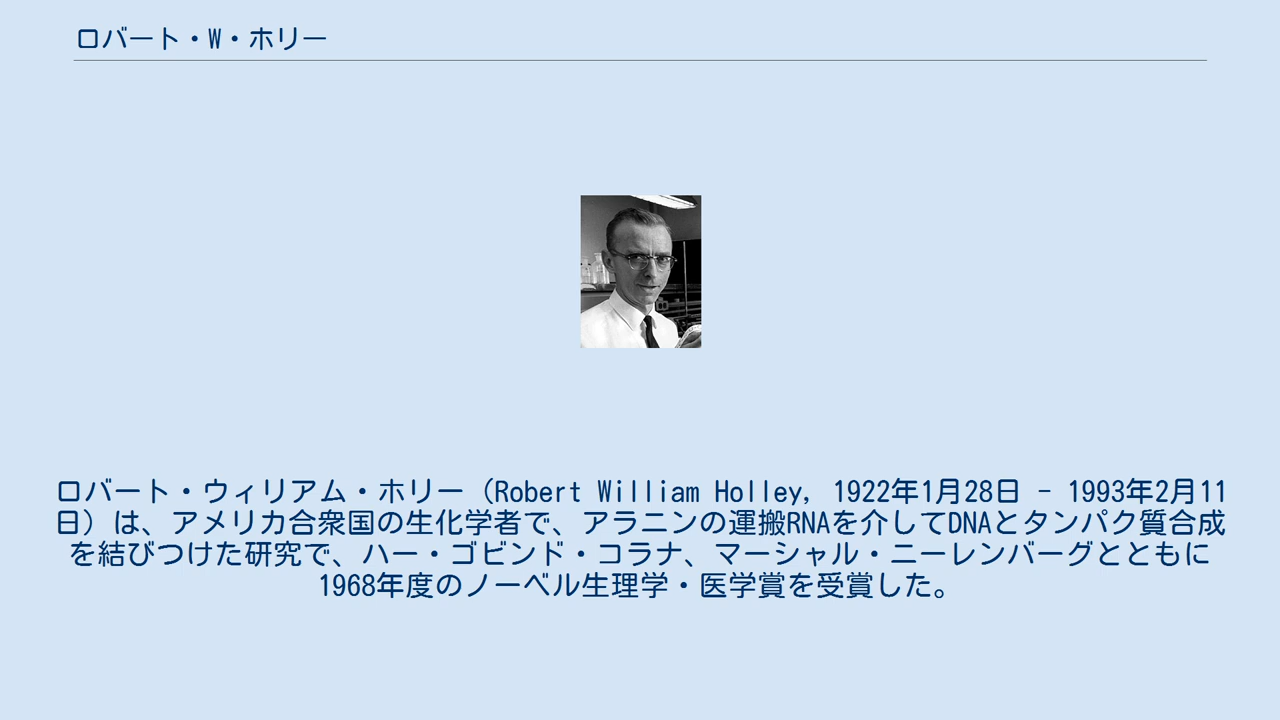 ロバート・W・ホリー
ロバート・ウィリアム・ホリー（Robert William Holley, 1922年1月28日 - 1993年2月11
日）は、アメリカ合衆国の生化学者で、アラニンの運搬RNAを介してDNAとタンパク質合成
を結びつけた研究で、ハー・ゴビンド・コラナ、マーシャル・ニーレンバーグとともに
1968年度のノーベル生理学・医学賞を受賞した。